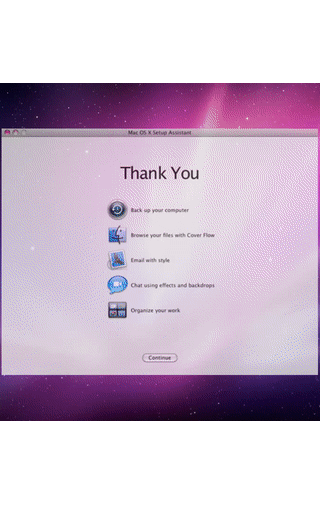 Mac OS X Setup Assistant
Thank You
Back up your computer
Browse your files with Cover Flow
Email with style
Chat using effects and backdrops
Organize your work
Continue